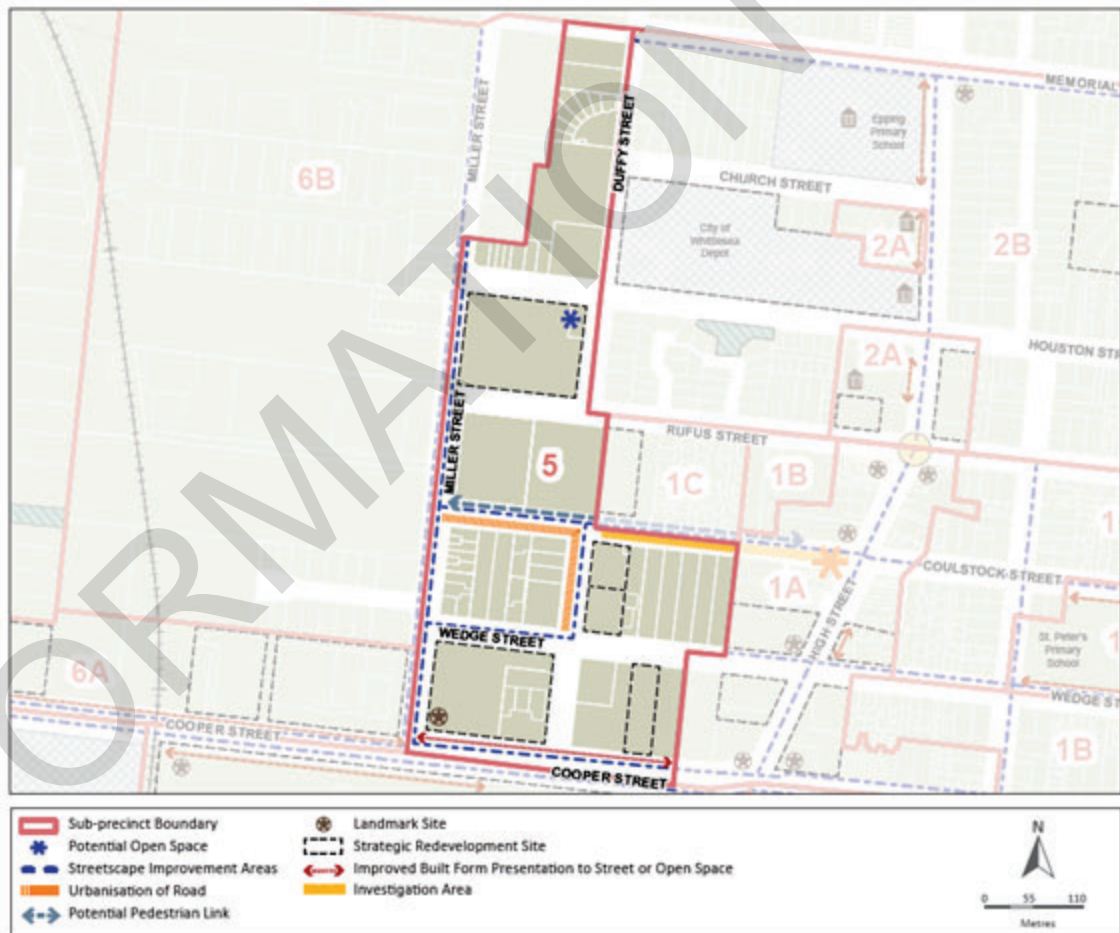 MEMORIAL
MILLER STREET
DUFFY STREET
Epping
Primary
School
6B
CHURCH STREET
City of
Whittlesea
Depot
2A
2B
HOUSTON STR
2A
MILLER STREET
RUFUS STREET
5
1C
1B
1
COULSTOCK STREET
1A
HIGH STREET
WEDGE STREET
St. Peter's
Primary
School
6A
WEDGE ST
COOPER STREET
1B
COOPER STREET
ORMATION
Sub-precinct Boundary
Potential Open Space
Streetscape Improvement Areas
Urbanisation of Road
Potential Pedestrian Link
Landmark Site
Strategic Redevelopment Site
Improved Built Form Presentation to Street or Open Space
Investigation Area
N
0 55 110
Metres